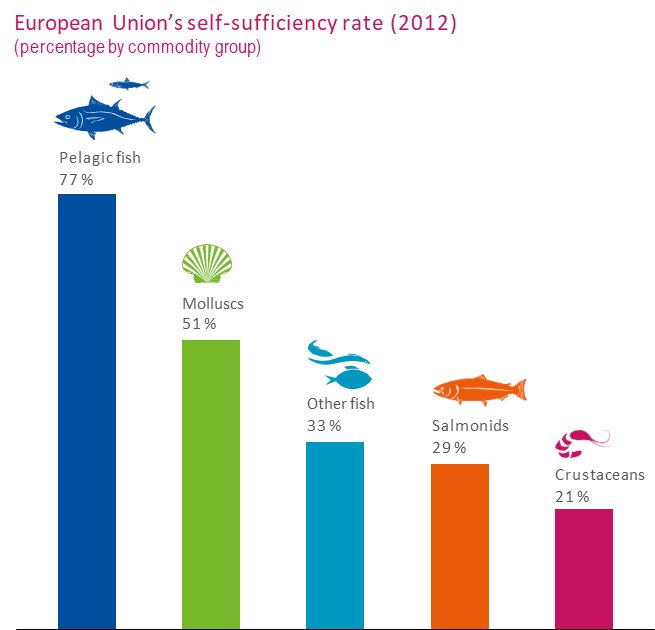 European Union’s self-sufficiency rate (2012)
(percentage by commodity group)
Pelagic fish
77 %
Molluscs
51 %
Other fish
33 %
Salmonids
29 %
Crustaceans
21 %